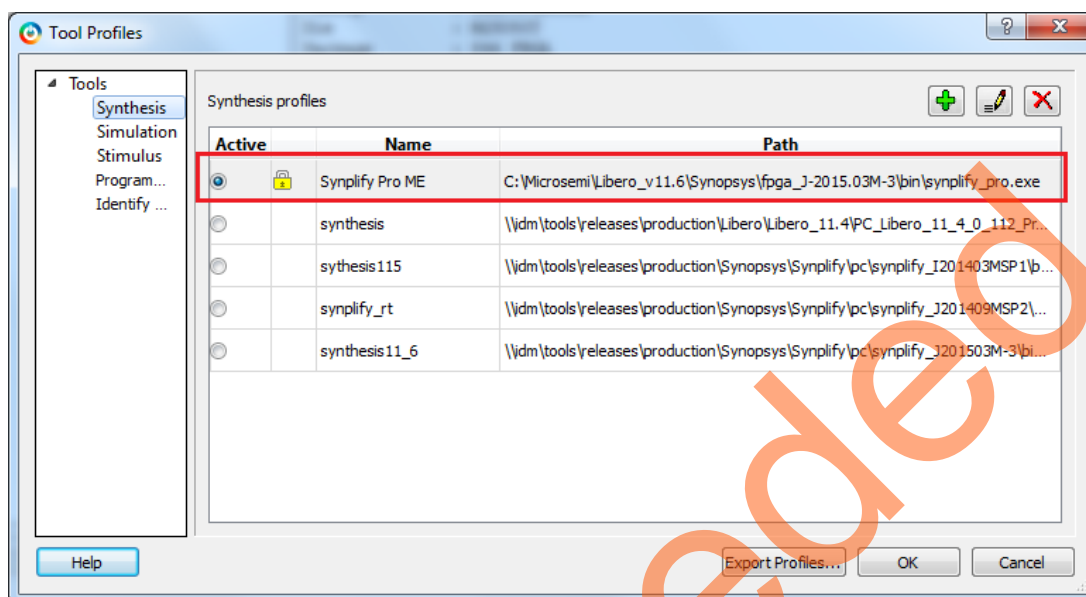 Tool Profiles
Tools
Synthesis
Simulation
Stimulus
Program...
Identify ...
Synthesis profiles
Active Name Path
Synplify Pro ME C:\Microsemi\Libero_v11.6\Synopsys\fpga_J-2015.03M-3\bin\synplify_pro.exe
synthesis \\idm\tools\releases\production\Libero\Libero_11.4\PC_Libero_11_4_0_112_Pr...
sythesis115 \\idm\tools\releases\production\Synopsys\Synplify\pc\synplify_I201403MSP1\b...
synplify_rt \\idm\tools\releases\production\Synopsys\Synplify\pc\synplify_J201409MSP2\...
synthesis11_6 \\idm\tools\releases\production\Synopsys\Synplify\pc\synplify_J201503M-3\bi...
Help Export Profiles... OK Cancel
eded